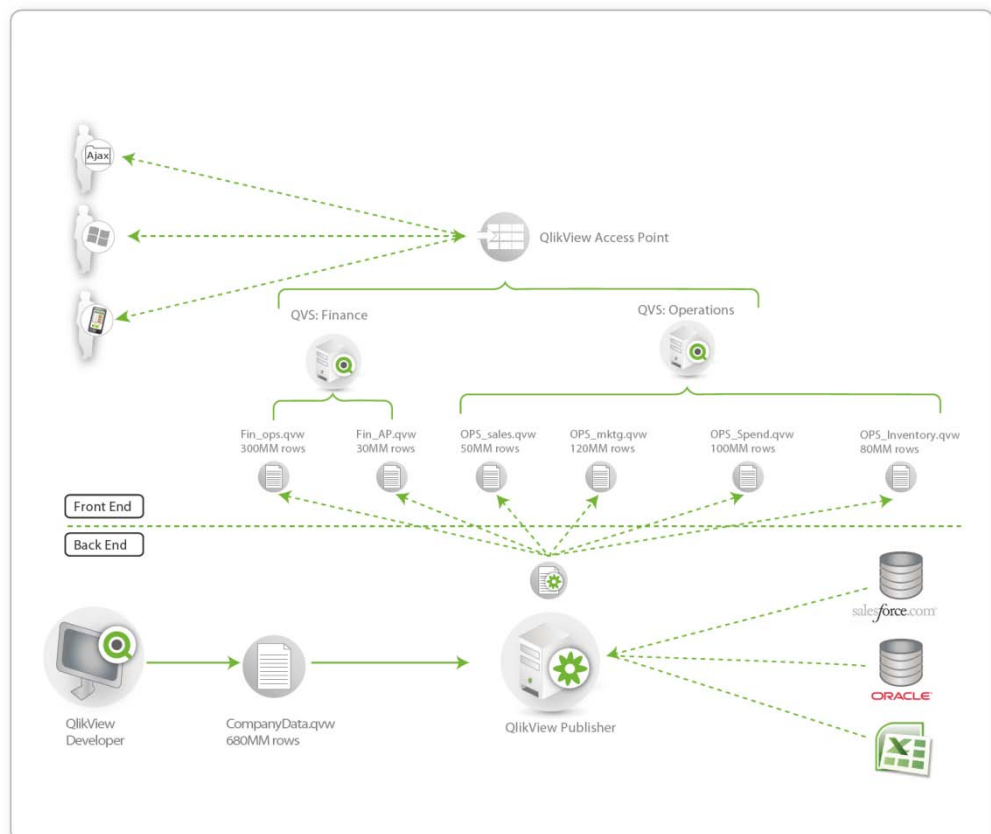 Ajax
QlikView Access Point
QVS: Finance
QVS: Operations
Fin_ops.qvw
300MM rows
Fin_AP.qvw
30MM rows
OPS_sales.qvw
50MM rows
OPS_mktg.qvw
120MM rows
OPS_Spend.qvw
100MM rows
OPS_Inventory.qvw
80MM rows
Front End
Back End
salesforce.com
ORACLE
QlikView
Developer
CompanyData.qvw
680MM rows
QlikView Publisher
X